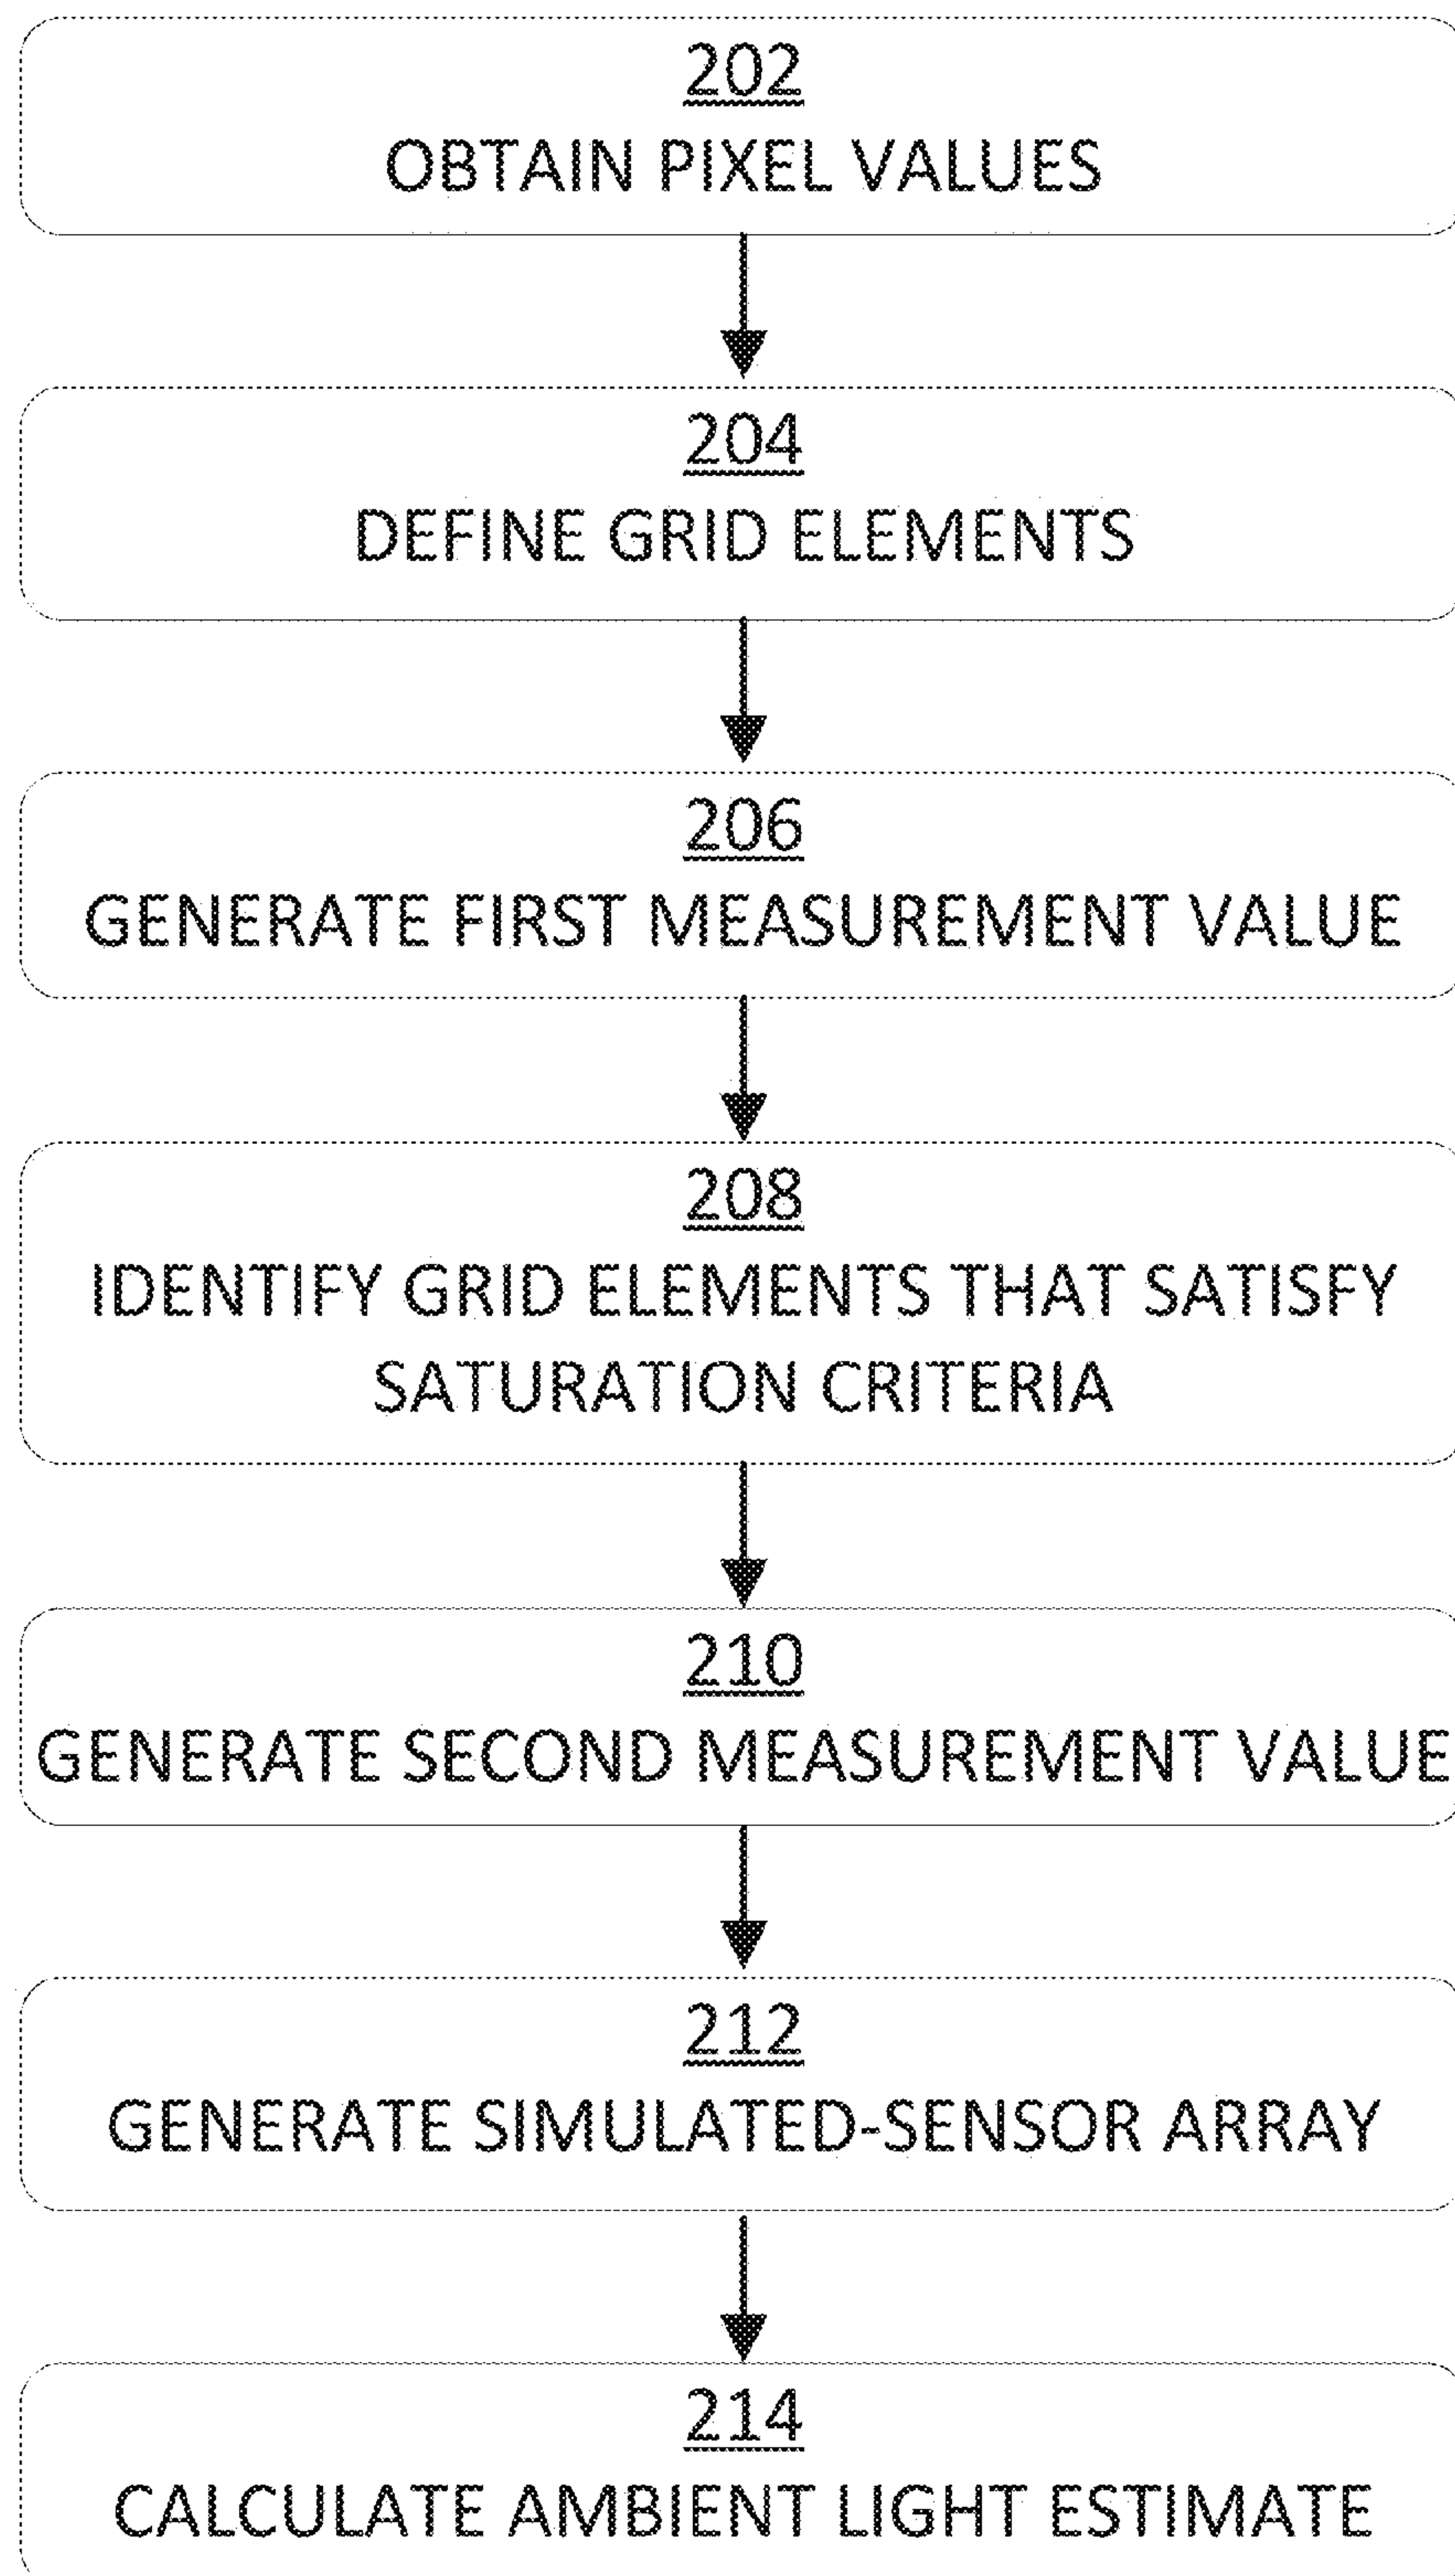 202
OBTAIN PIXEL VALUES
204
DEFINE GRID ELEMENTS
206
GENERATE FIRST MEASUREMENT VALUE
208
IDENTIFY GRID ELEMENTS THAT SATISFY
SATURATION CRITERIA
210
GENERATE SECOND MEASUREMENT VALUE
212
GENERATE SIMULATED-SENSOR ARRAY
214
CALCULATE AMBIENT LIGHT ESTIMATE